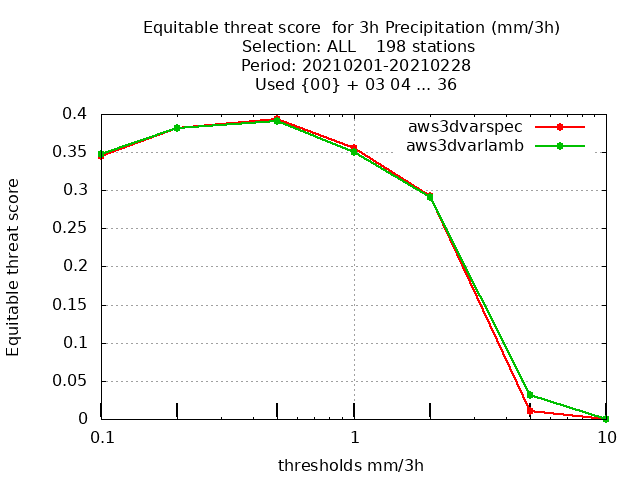 Equitable threat score  for 3h Precipitation (mm/3h)
Selection: ALL    198 stations
Period: 20210201-20210228
Used {00} + 03 04 ... 36
aws3dvarspec
aws3dvarlamb
Equitable threat score
0.4
0.35
0.3
0.25
0.2
0.15
0.1
0.05
0
0.1
1
10
thresholds mm/3h